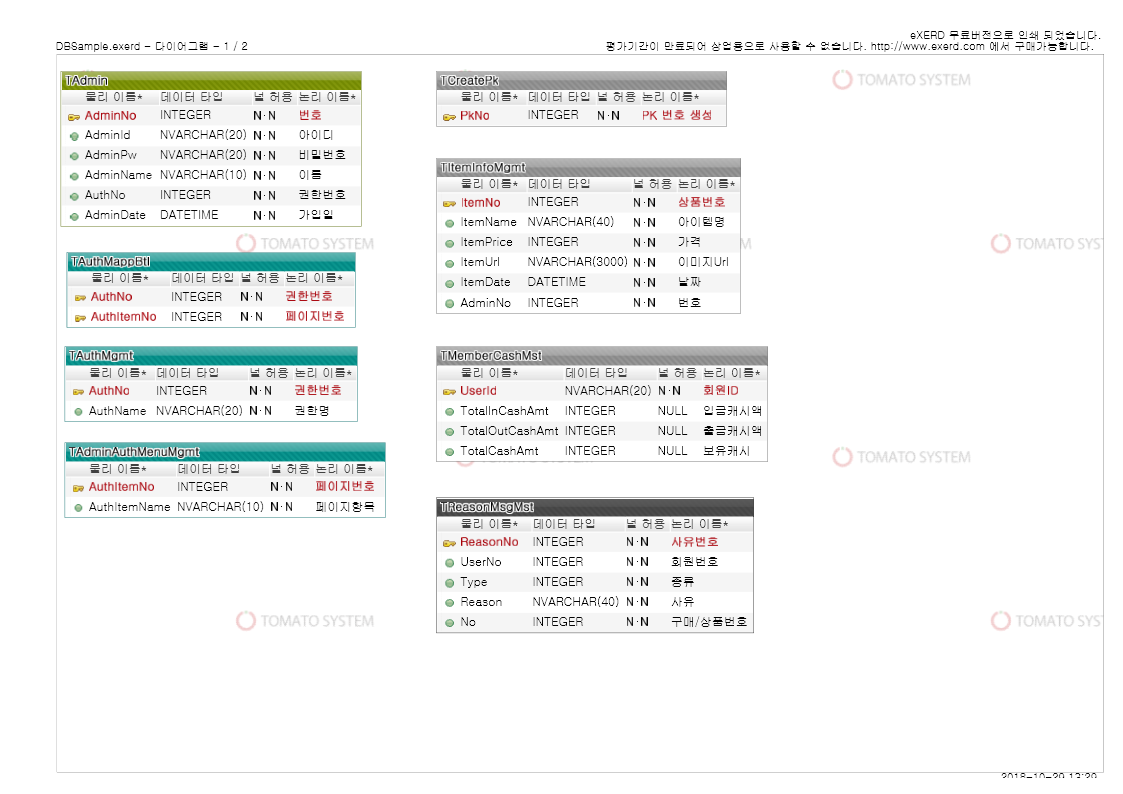 eXERD 무료버전으로 인쇄 되었습니다.
DBSample.exerd - 다이어그램 - 1 / 2
평가기간이 만료되어 상업용으로 사용할 수 없습니다. http://www.exerd.com 에서 구매가능합니다.
TAdmin
물리 이름* 데이터 타입 널 허용 논리 이름*
AdminNo INTEGER N·N 번호
AdminId NVARCHAR(20) N·N 아이디
AdminPw NVARCHAR(20) N·N 비밀번호
AdminName NVARCHAR(10) N·N 이름
AuthNo INTEGER N·N 권한번호
AdminDate DATETIME N·N 가입일
TAuthMappBtl
물리 이름* 데이터 타입 널 허용 논리 이름*
AuthNo INTEGER N·N 권한번호
AuthItemNo INTEGER N·N 페이지번호
TAuthMgmt
물리 이름* 데이터 타입 널 허용 논리 이름*
AuthNo INTEGER N·N 권한번호
AuthName NVARCHAR(20) N·N 권한명
TAdminAuthMenuMgmt
물리 이름* 데이터 타입 널 허용 논리 이름*
AuthItemNo INTEGER N·N 페이지번호
AuthItemName NVARCHAR(10) N·N 페이지항목
TCreatePk
물리 이름* 데이터 타입 널 허용 논리 이름*
PkNo INTEGER N·N PK 번호 생성
TItemInfoMgmt
물리 이름* 데이터 타입 널 허용 논리 이름*
ItemNo INTEGER N·N 상품번호
ItemName NVARCHAR(40) N·N 아이템명
ItemPrice INTEGER N·N 가격
ItemUrl NVARCHAR(3000) N·N 이미지Url
ItemDate DATETIME N·N 날짜
AdminNo INTEGER N·N 번호
TMemberCashMst
물리 이름* 데이터 타입 널 허용 논리 이름*
UserId NVARCHAR(20) N·N 회원ID
TotalInCashAmt INTEGER NULL 입금캐시액
TotalOutCashAmt INTEGER NULL 출금캐시액
TotalCashAmt INTEGER NULL 보유캐시
TReasonMsgMst
물리 이름* 데이터 타입 널 허용 논리 이름*
ReasonNo INTEGER N·N 사유번호
UserNo INTEGER N·N 회원번호
Type INTEGER N·N 종류
Reason NVARCHAR(40) N·N 사유
No INTEGER N·N 구매/상품번호
TOMATO SYSTEM
TOMATO SYSTEM
TOMATO SYS
TOMATO SYSTEM
TOMATO SYSTEM
TOMATO SYS